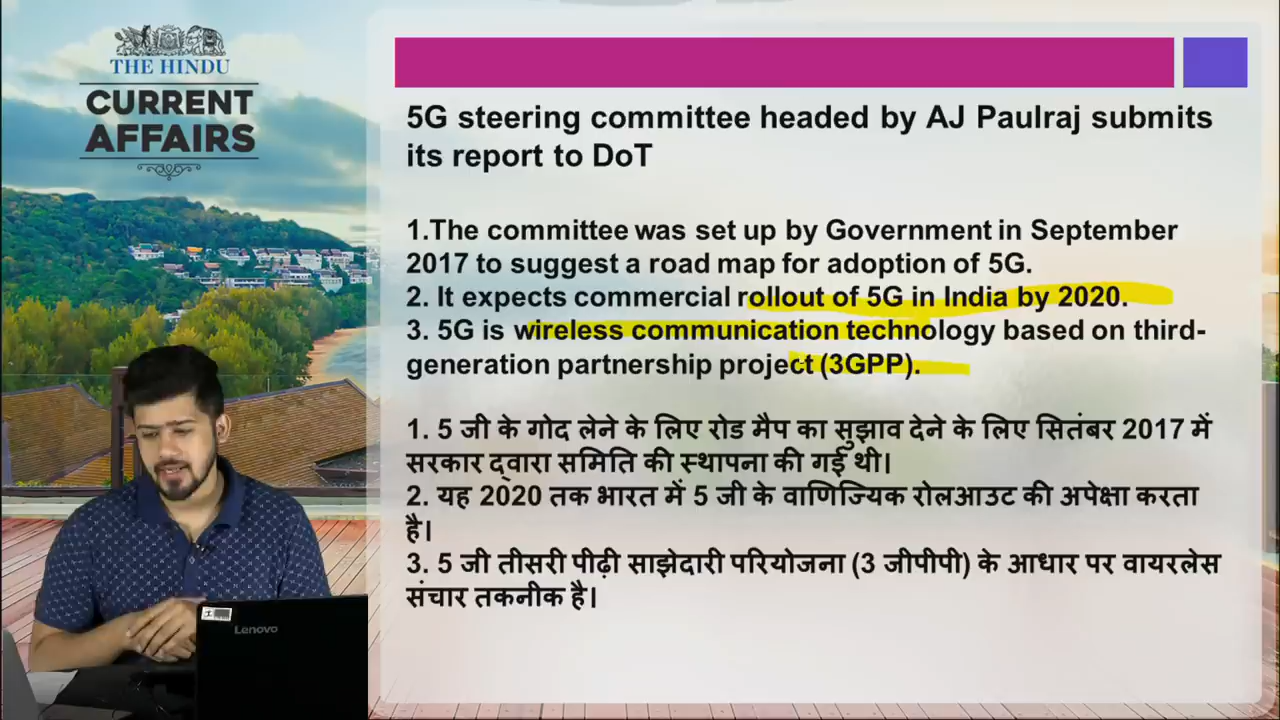 THE HINDU
CURRENT
AFFAIRS
5G steering committee headed by AJ Paulraj submits
its report to DoT
1.The committee was set up by Government in September
2017 to suggest a road map for adoption of 5G.
2. It expects commercial rollout of 5G in India by 2020.
3. 5G is wireless communication technology based on third-
generation partnership project (3GPP).
1. 5 जी के गोद लेने के लिए रोड मैप का सुझाव देने के लिए सितंबर 2017 में
सरकार द्वारा समिति की स्थापना की गई थी।
2. यह 2020 तक भारत में 5 जी के वाणिज्यिक रोलआउट की अपेक्षा करता
है।
3. 5 जी तीसरी पीढ़ी साझेदारी परियोजना (3 जीपीपी) के आधार पर वायरलेस
संचार तकनीक है।
Lenovo